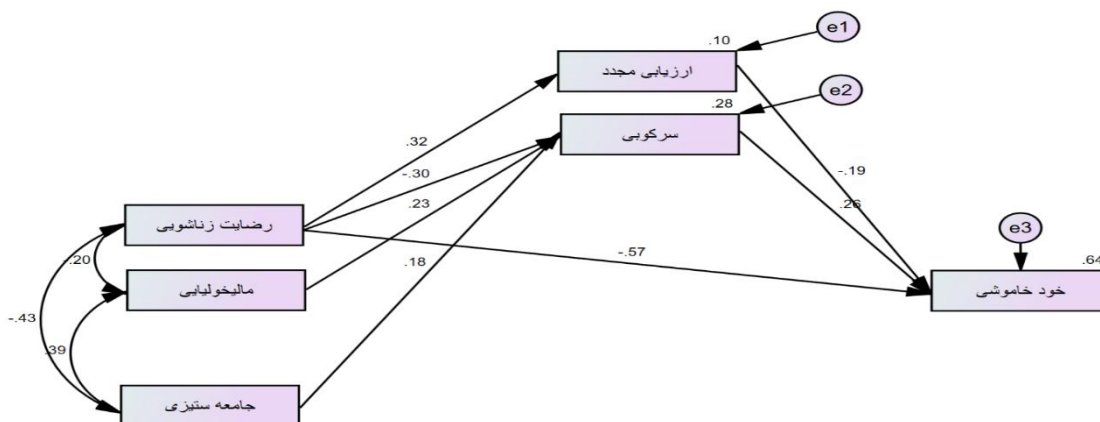 e1
.10
ارزیابی مجدد
e2
.28
سرکوبی
.32
-.30
.23
-.19
.26
رضایت زناشویی
e3
.18
-.57
.64
-.20
مالیخولیایی
خود خاموشی
-.43
.39
جامعه ستیزی